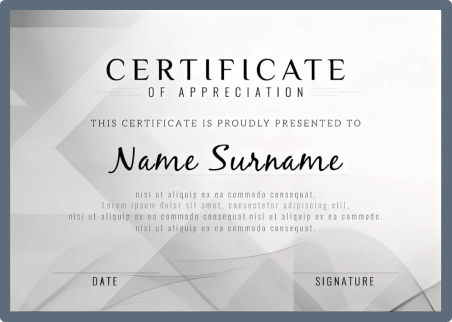 CERTIFICATE
OF APPRECIATION
THIS CERTIFICATE IS PROUDLY PRESENTED TO
Name Surname
nisi ut aliquip ex ea commodo consequat.
Lorem ipsum dolor sit amet, consectetur adipiscing elit,
nisi ut aliquip ex ea commodo consequat nisi ut aliquip ex ea commodo.
nisi ut aliquip ex ea commodo consequat.
DATE SIGNATURE